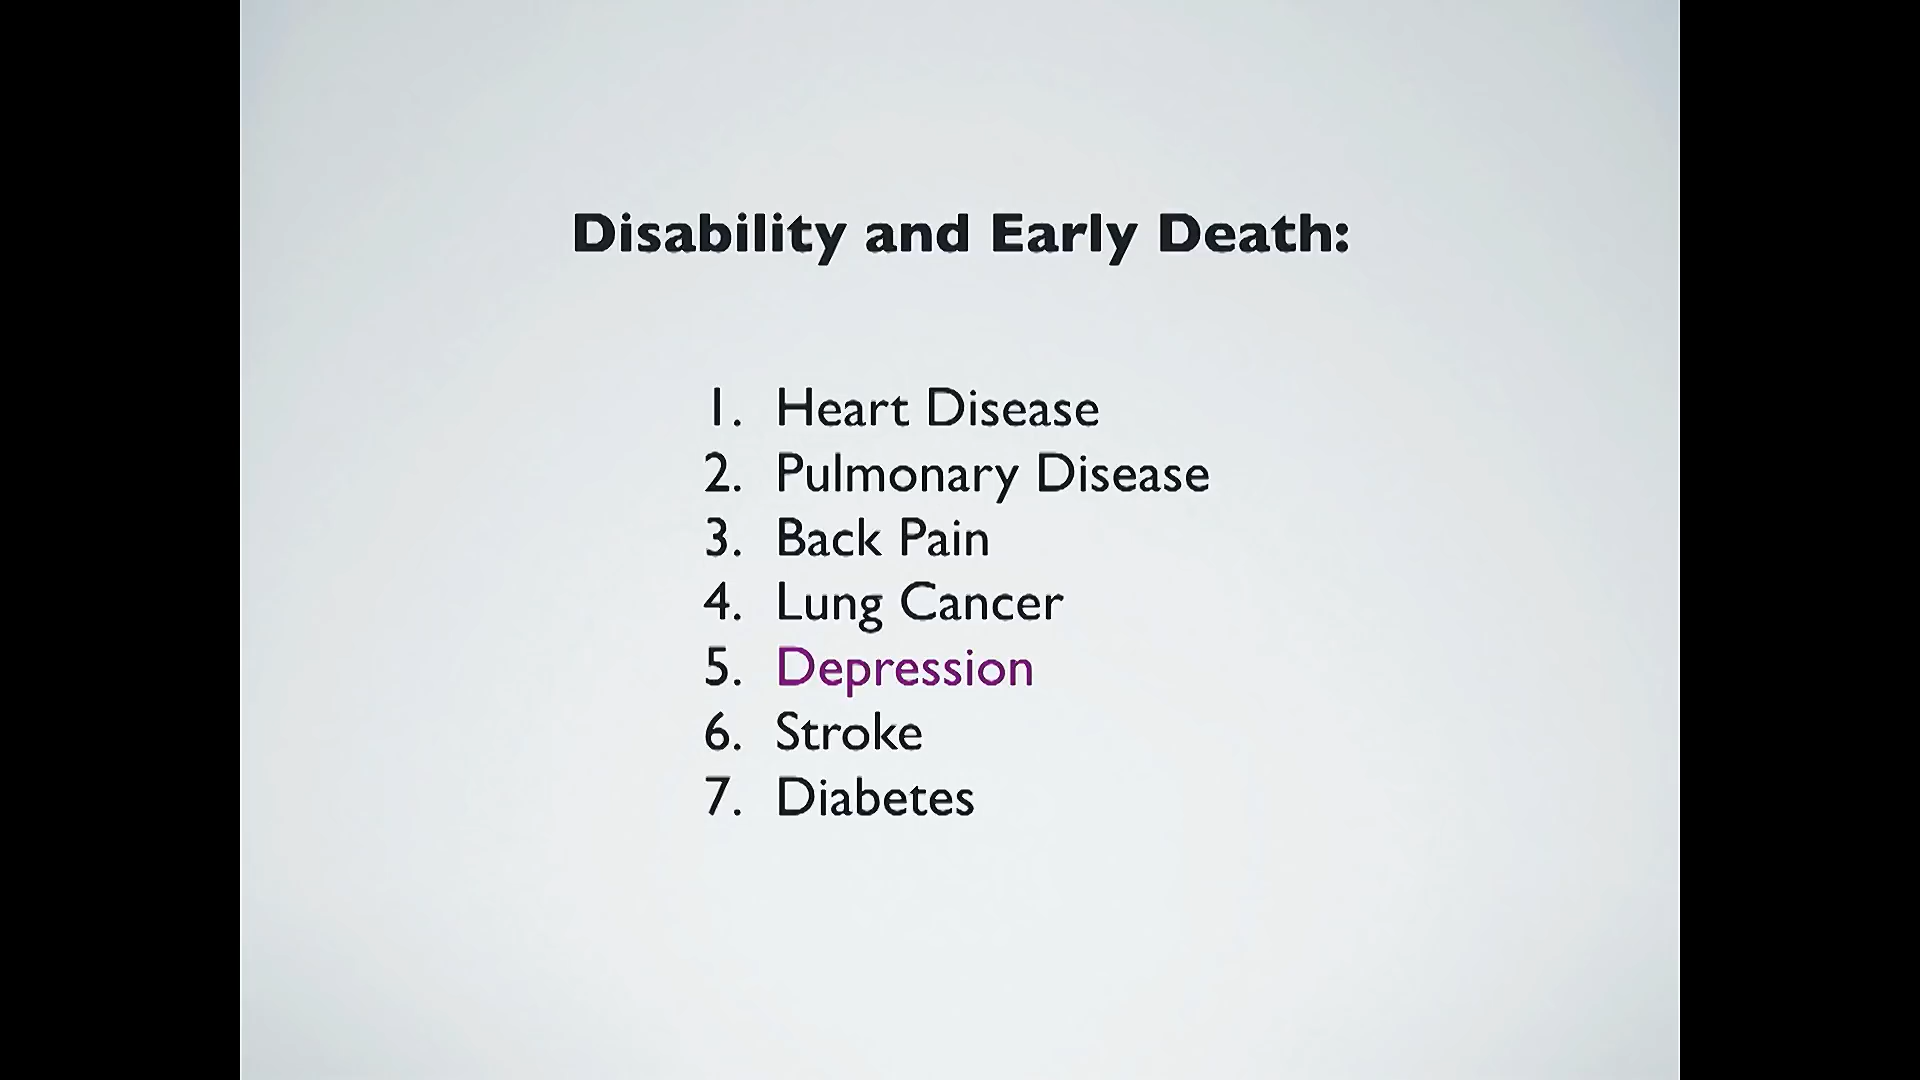 Disability and Early Death:
1. Heart Disease
2. Pulmonary Disease
3. Back Pain
4. Lung Cancer
5. Depression
6. Stroke
7. Diabetes